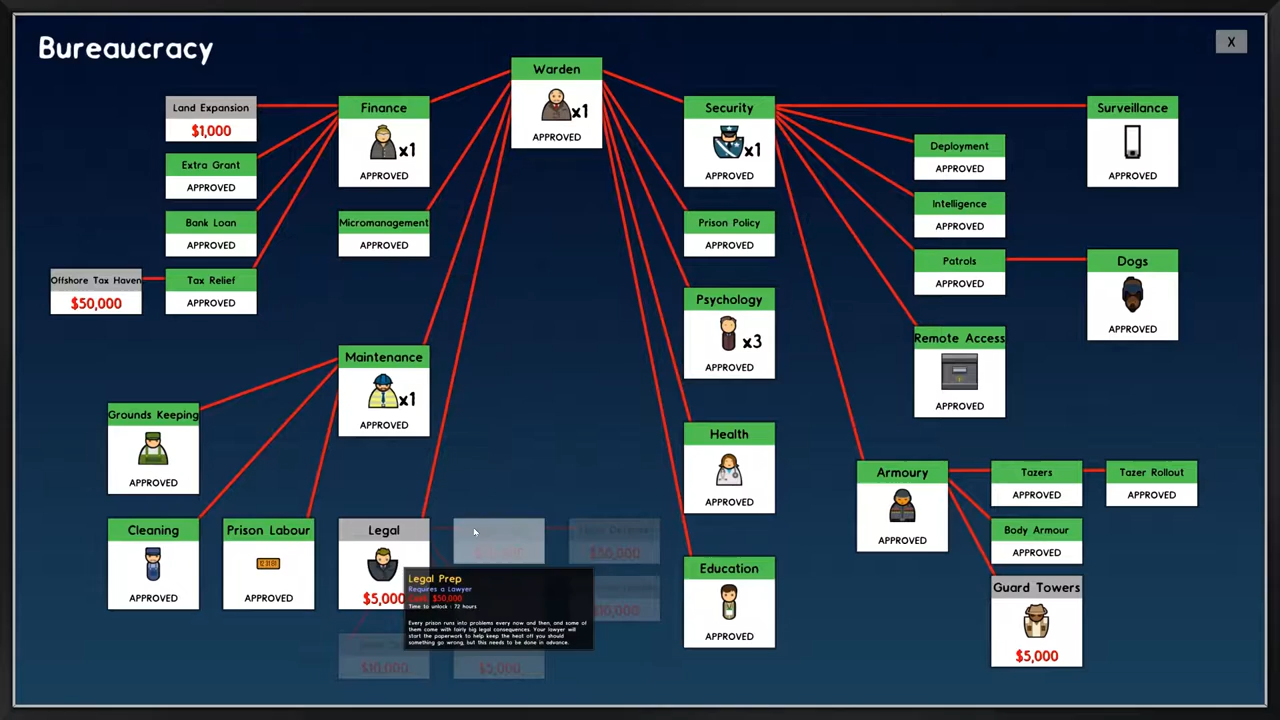 Bureaucracy
X
Warden
x1
APPROVED
Finance
x1
APPROVED
Land Expansion
$1,000
Extra Grant
APPROVED
Bank Loan
APPROVED
Offshore Tax Haven
$50,000
Tax Relief
APPROVED
Micromanagement
APPROVED
Maintenance
x1
APPROVED
Grounds Keeping
APPROVED
Cleaning
APPROVED
Prison Labour
APPROVED
Legal
$5,000
Legal Prep
Requires a Lawyer
$50,000
Time to unlock : 72 hours
Every prison runs into problems every now and then, and some of
them come with fairly big legal consequences. Your lawyer will
start the paperwork to help keep the heat off you should
something go wrong, but this needs to be done in advance.
$10,000
$5,000
Security
x1
APPROVED
Prison Policy
APPROVED
Psychology
x3
APPROVED
Health
APPROVED
Education
APPROVED
Surveillance
APPROVED
Deployment
APPROVED
Intelligence
APPROVED
Patrols
APPROVED
Dogs
APPROVED
Remote Access
APPROVED
Armoury
APPROVED
Tazers
APPROVED
Tazer Rollout
APPROVED
Body Armour
APPROVED
Guard Towers
$5,000